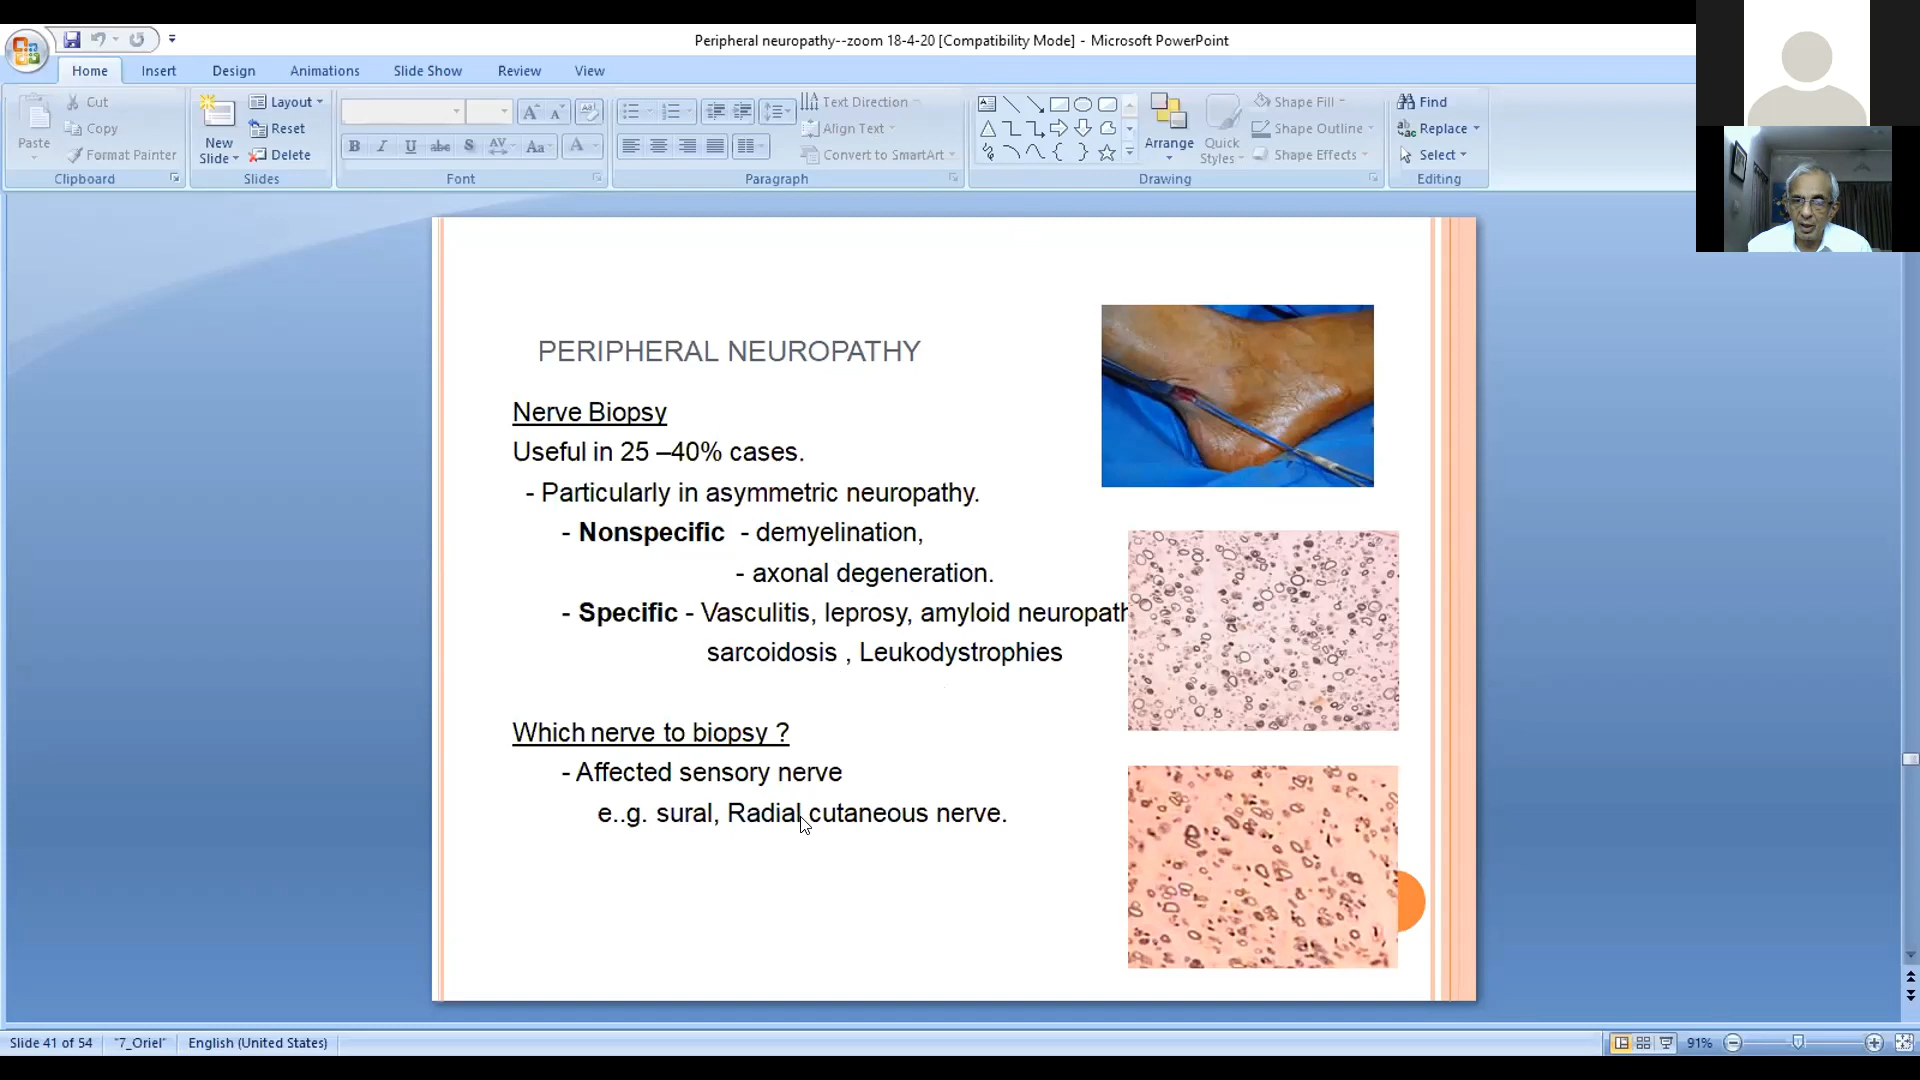 Peripheral neuropathy--zoom 18-4-20 [Compatibility Mode] - Microsoft PowerPoint
Home Insert Design Animations Slide Show Review View
Paste
Cut
Copy
Format Painter
Clipboard
New
Slide
Layout
Reset
Delete
Slides
B I U abe S AV Aa A
Font
Text Direction
Align Text
Convert to SmartArt
Paragraph
Arrange
Quick
Styles
Shape Fill
Shape Outline
Shape Effects
Drawing
Find
Replace
Select
Editing
PERIPHERAL NEUROPATHY
Nerve Biopsy
Useful in 25 –40% cases.
- Particularly in asymmetric neuropathy.
- Nonspecific - demyelination,
- axonal degeneration.
- Specific - Vasculitis, leprosy, amyloid neuropath
sarcoidosis , Leukodystrophies
Which nerve to biopsy ?
- Affected sensory nerve
e..g. sural, Radial cutaneous nerve.
Slide 41 of 54 "7_Oriel" English (United States) 91%